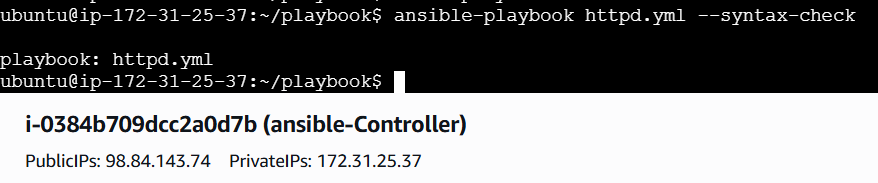 ubuntu@ip-172-31-25-37:~/playbook$ ansible-playbook httpd.yml --syntax-check
playbook: httpd.yml
ubuntu@ip-172-31-25-37:~/playbook$
i-0384b709dcc2a0d7b (ansible-Controller)
PublicIPs: 98.84.143.74 PrivateIPs: 172.31.25.37